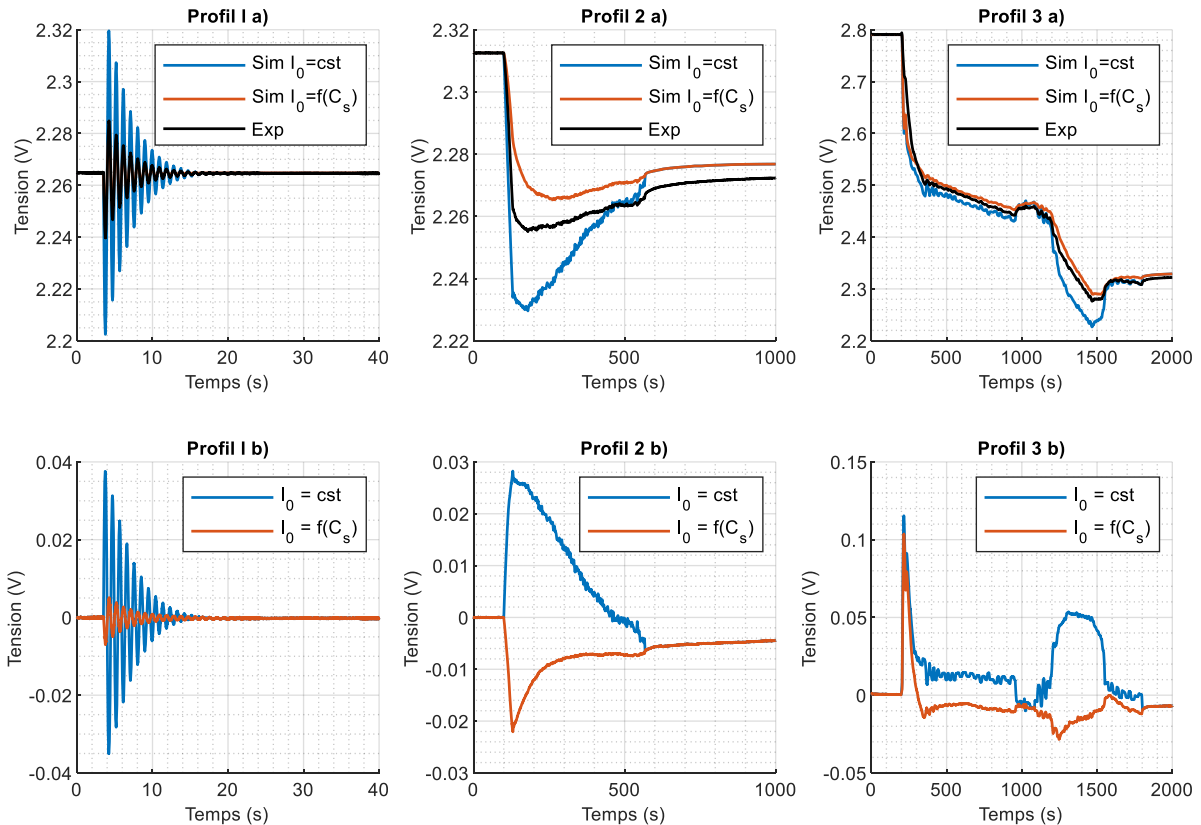 Profil I a)
2.32
2.3
2.28
2.26
2.24
2.22
2.2
0 10 20 30 40
Tension (V)
Temps (s)
Sim I0=cst
Sim I0=f(Cs)
Exp
Profil 2 a)
2.32
2.3
2.28
2.26
2.24
2.22
0 500 1000
Tension (V)
Temps (s)
Sim I0=cst
Sim I0=f(Cs)
Exp
Profil 3 a)
2.8
2.7
2.6
2.5
2.4
2.3
2.2
0 500 1000 1500 2000
Tension (V)
Temps (s)
Sim I0=cst
Sim I0=f(Cs)
Exp
Profil I b)
0.04
0.02
0
-0.02
-0.04
0 10 20 30 40
Tension (V)
Temps (s)
I0 = cst
I0 = f(Cs)
Profil 2 b)
0.03
0.02
0.01
0
-0.01
-0.02
-0.03
0 500 1000
Tension (V)
Temps (s)
I0 = cst
I0 = f(Cs)
Profil 3 b)
0.15
0.1
0.05
0
-0.05
0 500 1000 1500 2000
Tension (V)
Temps (s)
I0 = cst
I0 = f(Cs)